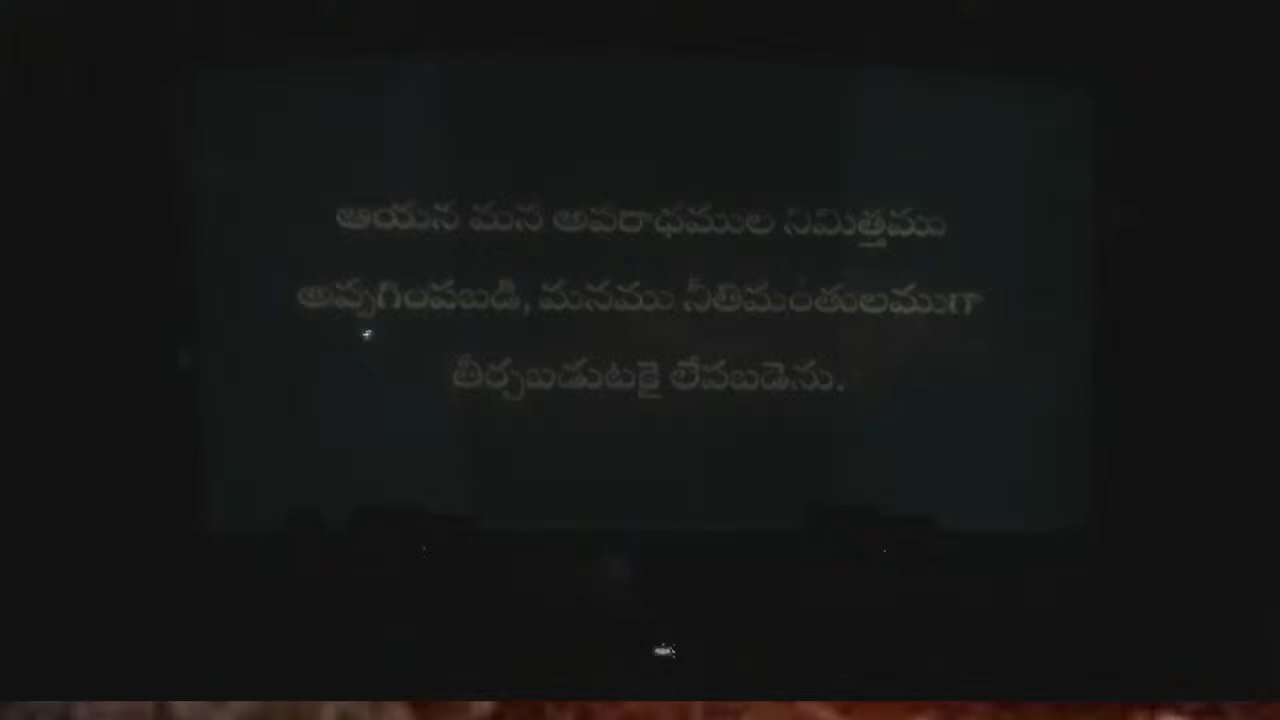 ఆయన మన అపరాధముల నిమిత్తము
అప్పగింపబడి, మనము నీతిమంతులముగా
తీర్చబడుటకై లేపబడెను.